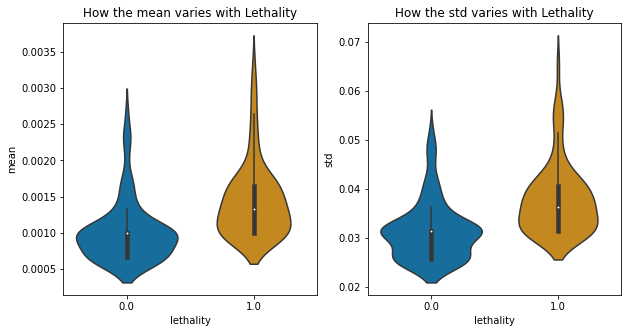 How the mean varies with Lethality
0.0035
0.0030
0.0025
0.0020
0.0015
0.0010
0.0005
mean
0.0
1.0
lethality
How the std varies with Lethality
0.07
0.06
0.05
0.04
0.03
0.02
std
0.0
1.0
lethality